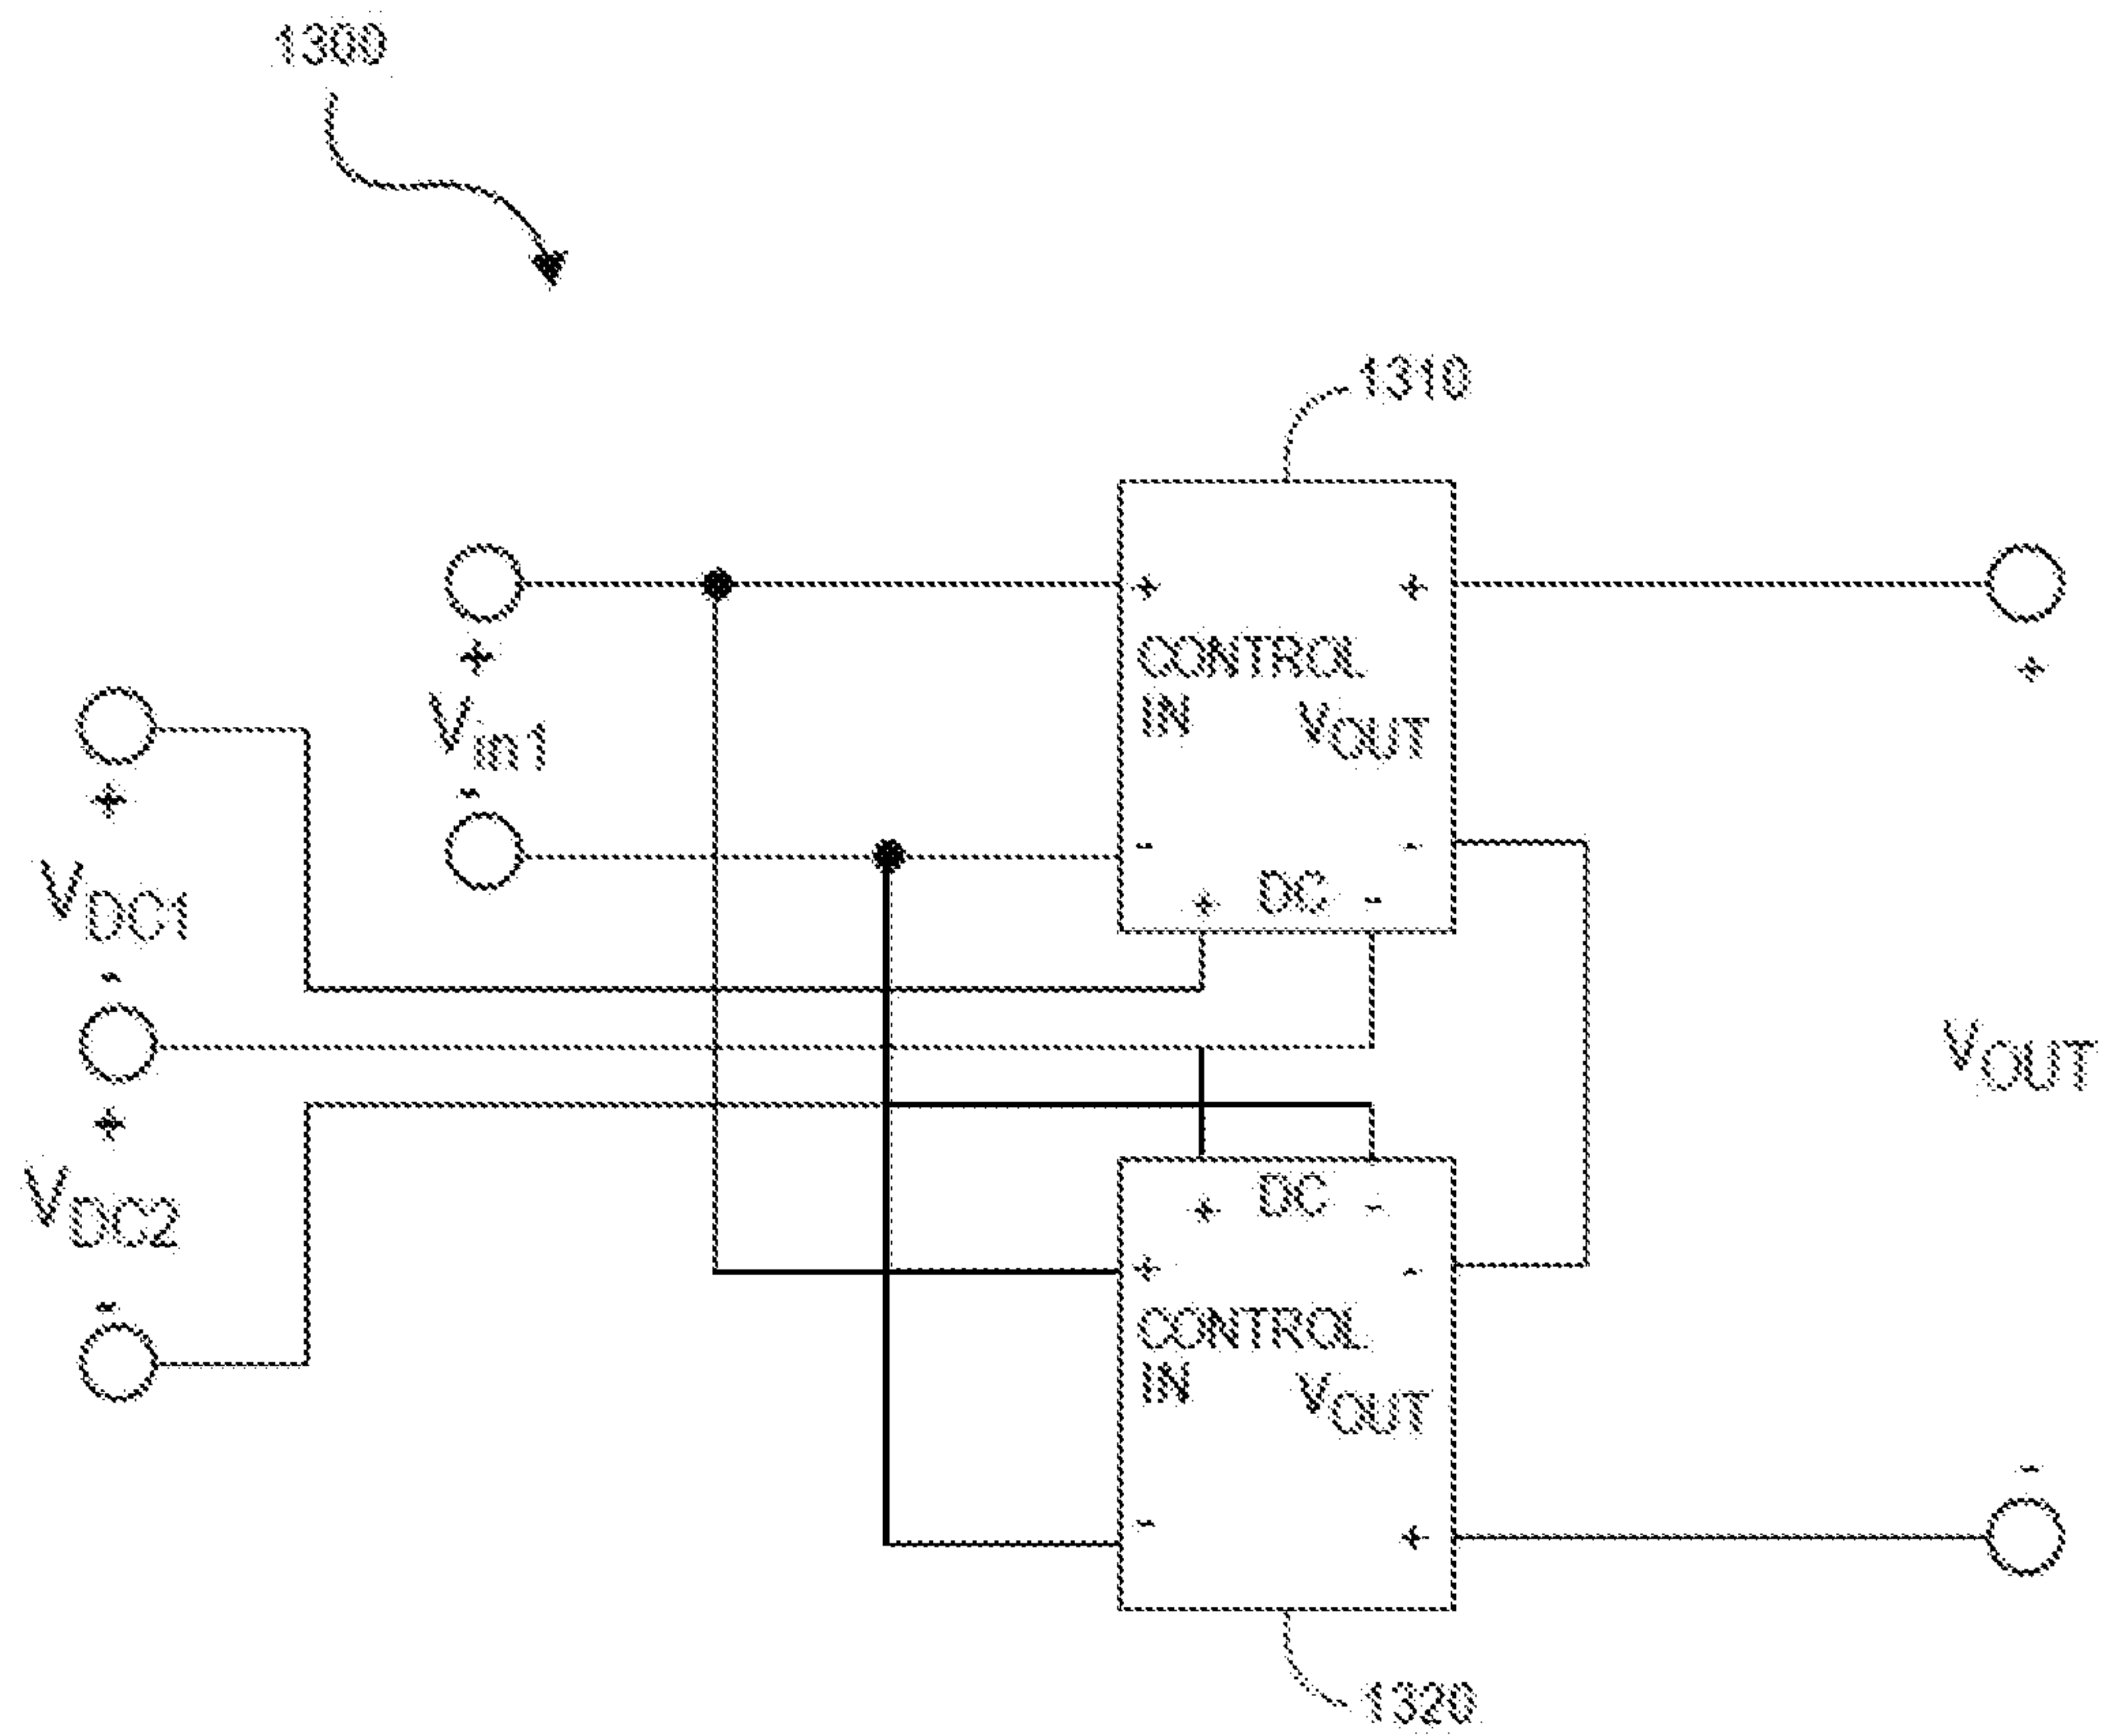 1300
1310
+ +
+
+
CONTROL
IN VOUT
Vin1
-
+
- -
+ DC -
VDC1
-
VOUT
+
+ DC -
VDC2
+ -
-
CONTROL
IN VOUT
-
- +
1320